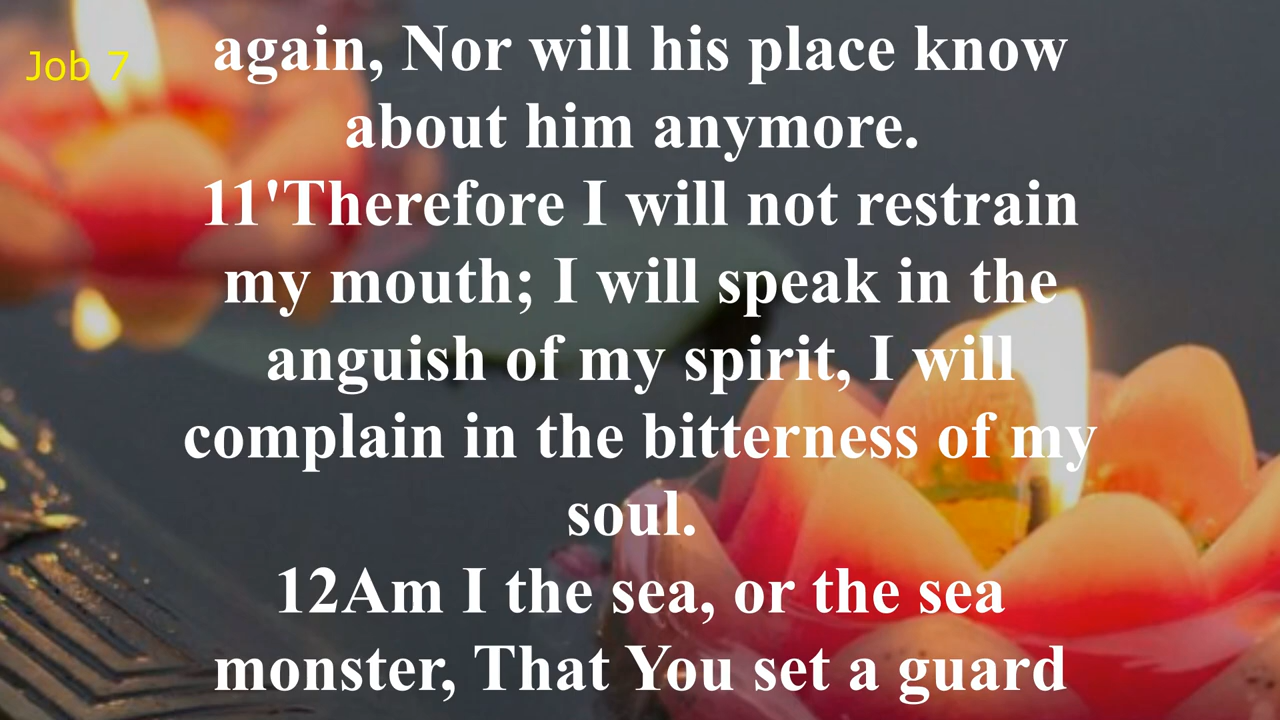 Job 7
again, Nor will his place know
about him anymore.
11'Therefore I will not restrain
my mouth; I will speak in the
anguish of my spirit, I will
complain in the bitterness of my
soul.
12Am I the sea, or the sea
monster, That You set a guard